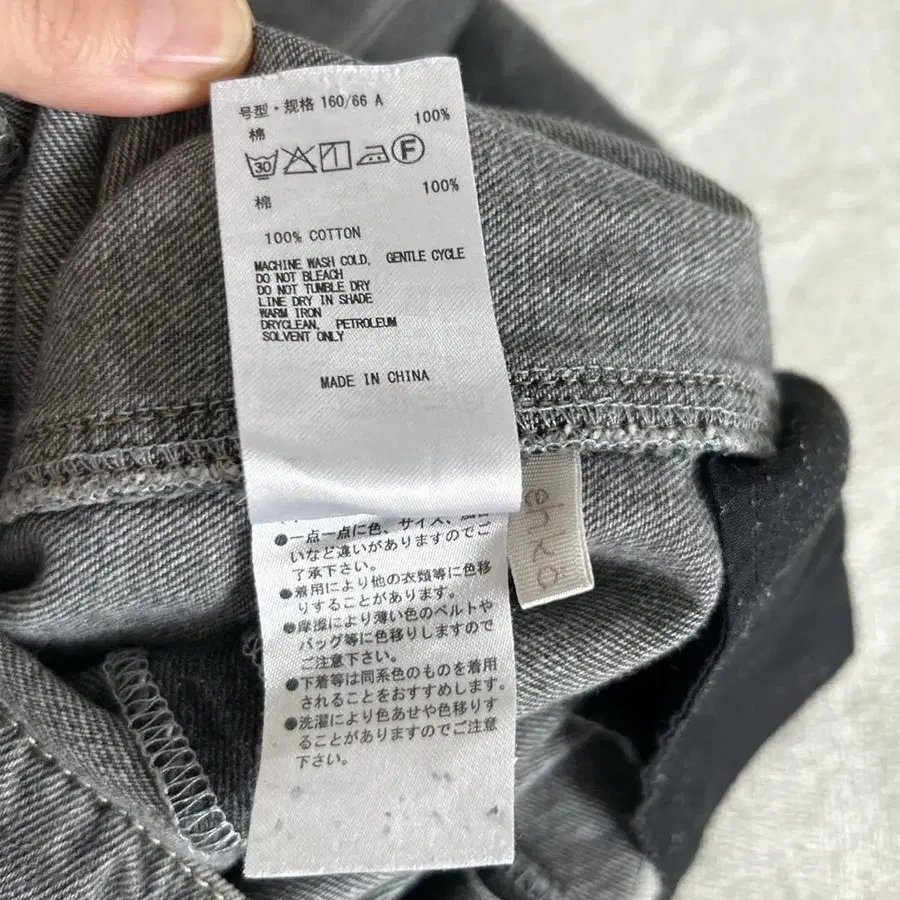 号型・规格 160/66 A
棉 100%
30 F
棉 100%
100% COTTON
MACHINE WASH COLD, GENTLE CYCLE
DO NOT BLEACH
DO NOT TUMBLE DRY
LINE DRY IN SHADE
WARM IRON
DRYCLEAN, PETROLEUM
SOLVENT ONLY
MADE IN CHINA
●一点一点に色、サイズ、風合
いなど違いがありますのでご
了承下さい。
●着用により他の衣類等に色移
りすることがあります。
●摩擦により薄い色のベルトや
バッグ等に色移りしますので
ご注意下さい。
●下着等は同系色のものを着用
されることをおすすめします。
●洗濯により色あせや色移りす
ることがありますのでご注意
下さい。
ehkö